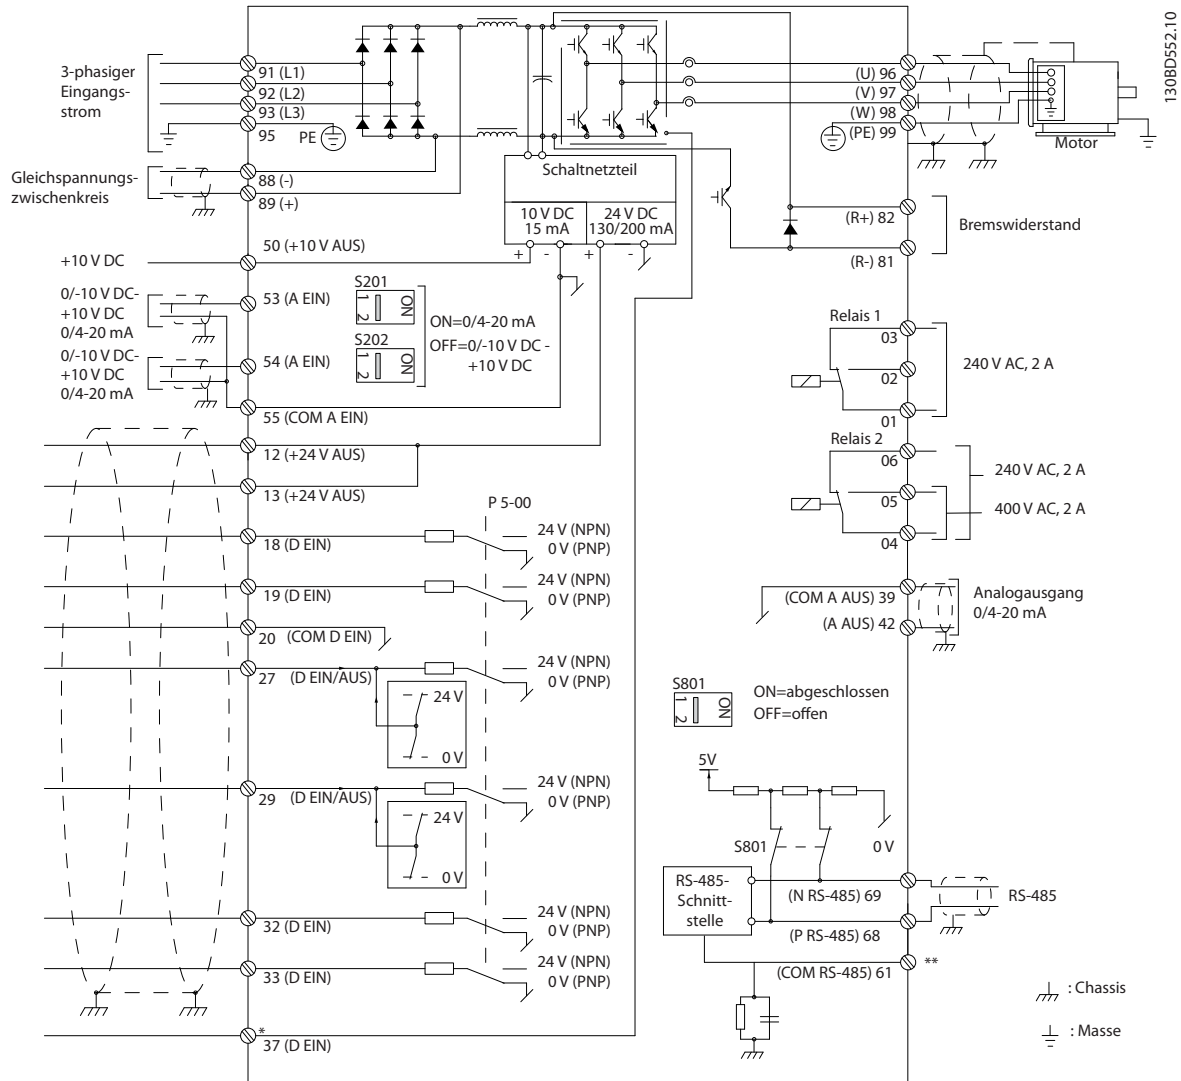 130BD552.10
3-phasiger
Eingangs-
strom
91 (L1)
92 (L2)
93 (L3)
95
PE
Gleichspannungs-
zwischenkreis
88 (-)
89 (+)
Schaltnetzteil
10 V DC
15 mA
24 V DC
130/200 mA
+ - + -
(U) 96
(V) 97
(W) 98
(PE) 99
Motor
(R+) 82
(R-) 81
Bremswiderstand
+10 V DC
50 (+10 V AUS)
0/-10 V DC-
+10 V DC
0/4-20 mA
53 (A EIN)
0/-10 V DC-
+10 V DC
0/4-20 mA
54 (A EIN)
55 (COM A EIN)
S201
1 2 ON
S202
1 2 ON
ON=0/4-20 mA
OFF=0/-10 V DC -
+10 V DC
12 (+24 V AUS)
13 (+24 V AUS)
P 5-00
18 (D EIN)
24 V (NPN)
0 V (PNP)
19 (D EIN)
24 V (NPN)
0 V (PNP)
20 (COM D EIN)
27 (D EIN/AUS)
24 V (NPN)
0 V (PNP)
24 V
0 V
29 (D EIN/AUS)
24 V (NPN)
0 V (PNP)
24 V
0 V
32 (D EIN)
24 V (NPN)
0 V (PNP)
33 (D EIN)
24 V (NPN)
0 V (PNP)
*
37 (D EIN)
Relais 1
03
02
01
240 V AC, 2 A
Relais 2
06
05
04
240 V AC, 2 A
400 V AC, 2 A
(COM A AUS) 39
(A AUS) 42
Analogausgang
0/4-20 mA
S801
1 2 ON
ON=abgeschlossen
OFF=offen
5V
S801
0 V
RS-485-
Schnitt-
stelle
(N RS-485) 69
(P RS-485) 68
(COM RS-485) 61
RS-485
**
: Chassis
: Masse